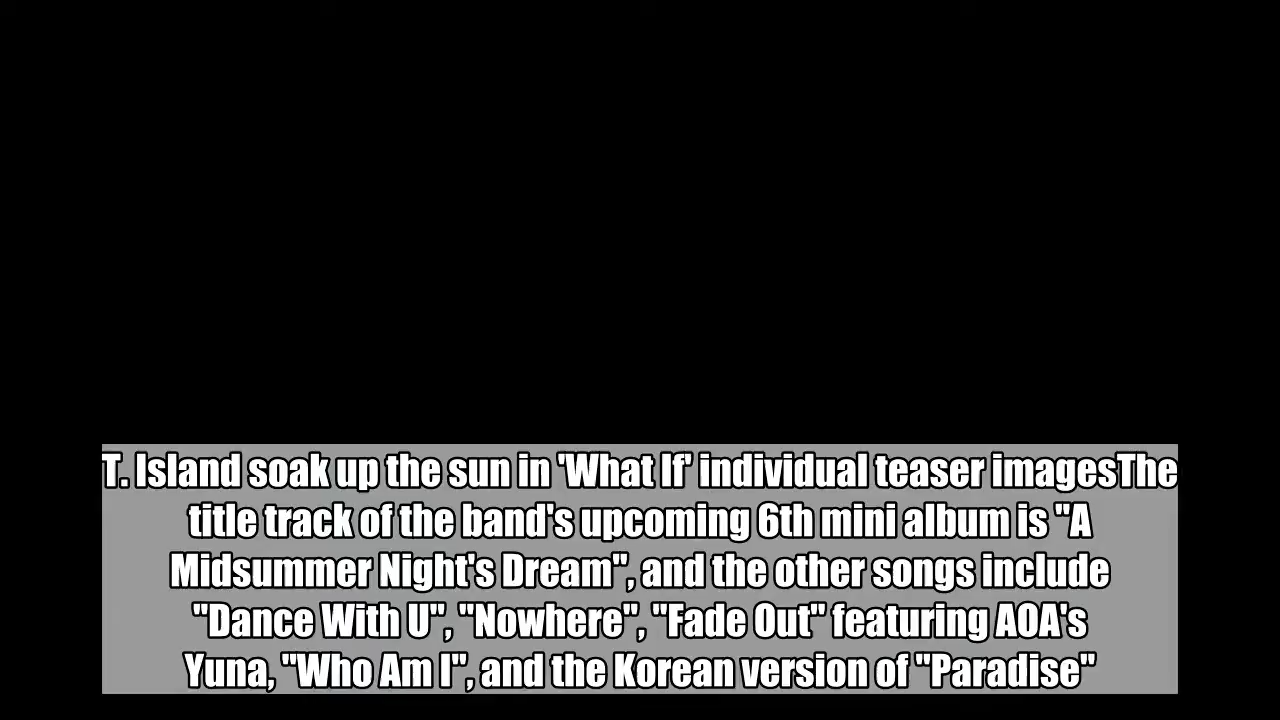 T. Island soak up the sun in 'What If' individual teaser imagesThe
title track of the band's upcoming 6th mini album is "A
Midsummer Night's Dream", and the other songs include
"Dance With U", "Nowhere", "Fade Out" featuring AOA's
Yuna, "Who Am I", and the Korean version of "Paradise"